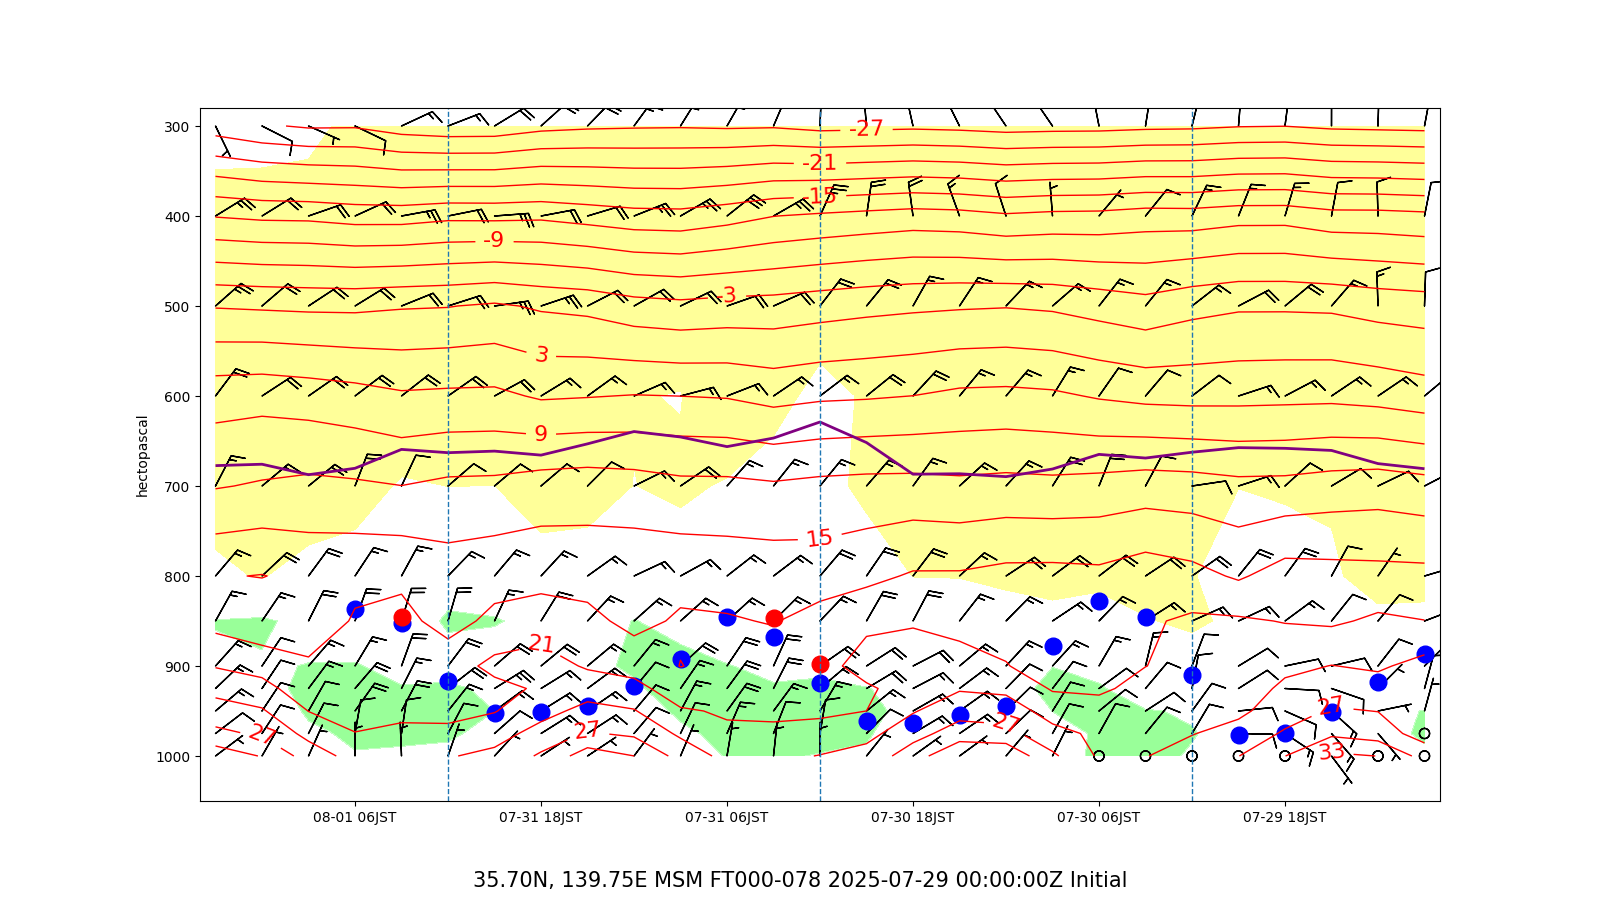 300
400
500
600
700
800
900
1000
hectopascal
-27
-21
-15
-9
-3
3
9
15
21
27
27
27
27
33
08-01 06JST
07-31 18JST
07-31 06JST
07-30 18JST
07-30 06JST
07-29 18JST
35.70N, 139.75E MSM FT000-078 2025-07-29 00:00:00Z Initial